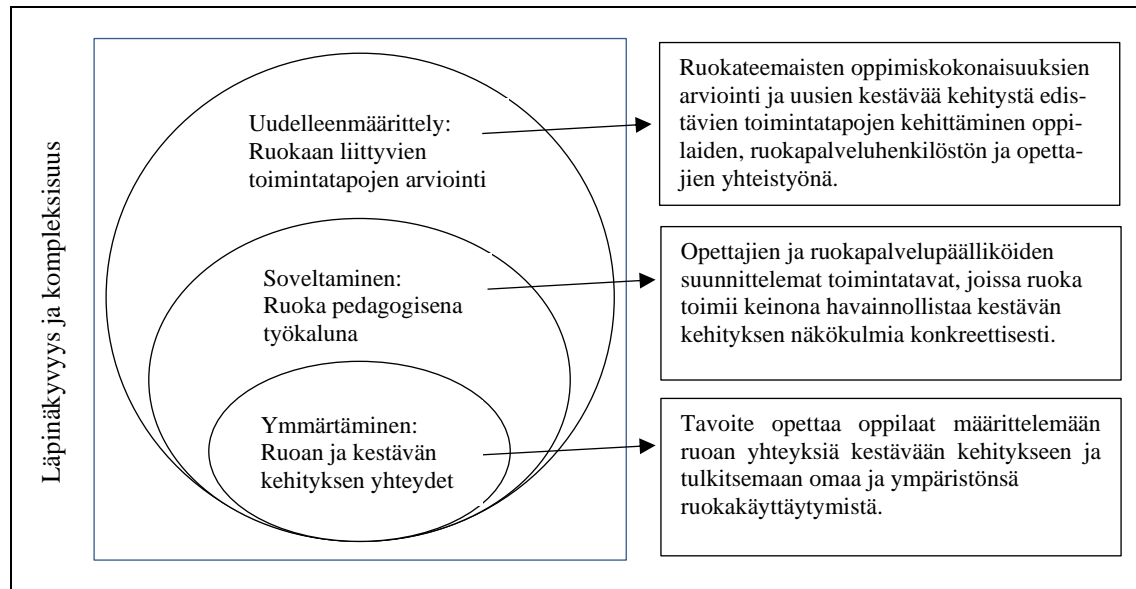 Läpinäkyvyys ja kompleksisuus
Uudelleenmäärittely:
Ruokaan liittyvien
toimintatapojen arviointi
Ruokateemaisten oppimiskokonaisuuksien
arviointi ja uusien kestävää kehitystä edis-
tävien toimintatapojen kehittäminen oppi-
laiden, ruokapalveluhenkilöstön ja opetta-
jien yhteistyönä.
Soveltaminen:
Ruoka pedagogisena
työkaluna
Opettajien ja ruokapalvelupäälliköiden
suunnittelemat toimintatavat, joissa ruoka
toimii keinona havainnollistaa kestävän
kehityksen näkökulmia konkreettisesti.
Ymmärtäminen:
Ruoan ja kestävän
kehityksen yhteydet
Tavoite opettaa oppilaat määrittelemään
ruoan yhteyksiä kestävään kehitykseen ja
tulkitsemaan omaa ja ympäristönsä
ruokakäyttäytymistä.